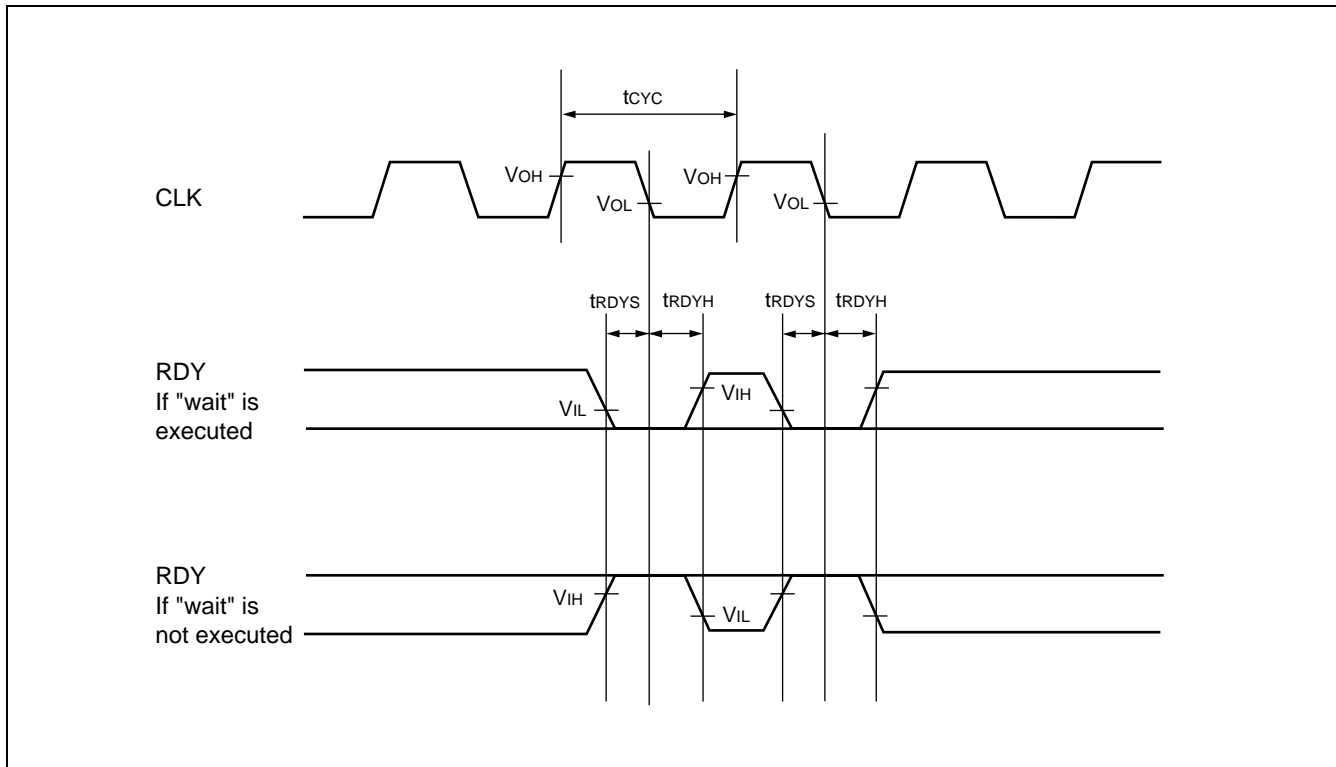 tCYC
VOH
VOH
CLK
VOL
VOL
tRDYS
tRDYH
tRDYS
tRDYH
RDY
If "wait" is
executed
VIL
VIH
RDY
If "wait" is
not executed
VIH
VIL